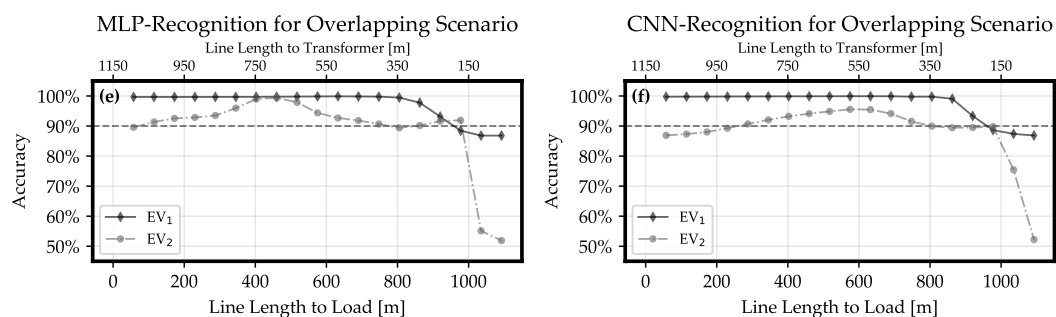 MLP-Recognition for Overlapping Scenario
Line Length to Transformer [m]
1150 950 750 550 350 150
(e)
100%
90%
80%
70%
60%
50%
Accuracy
EV1
EV2
0 200 400 600 800 1000
Line Length to Load [m]
CNN-Recognition for Overlapping Scenario
Line Length to Transformer [m]
1150 950 750 550 350 150
(f)
100%
90%
80%
70%
60%
50%
Accuracy
EV1
EV2
0 200 400 600 800 1000
Line Length to Load [m]